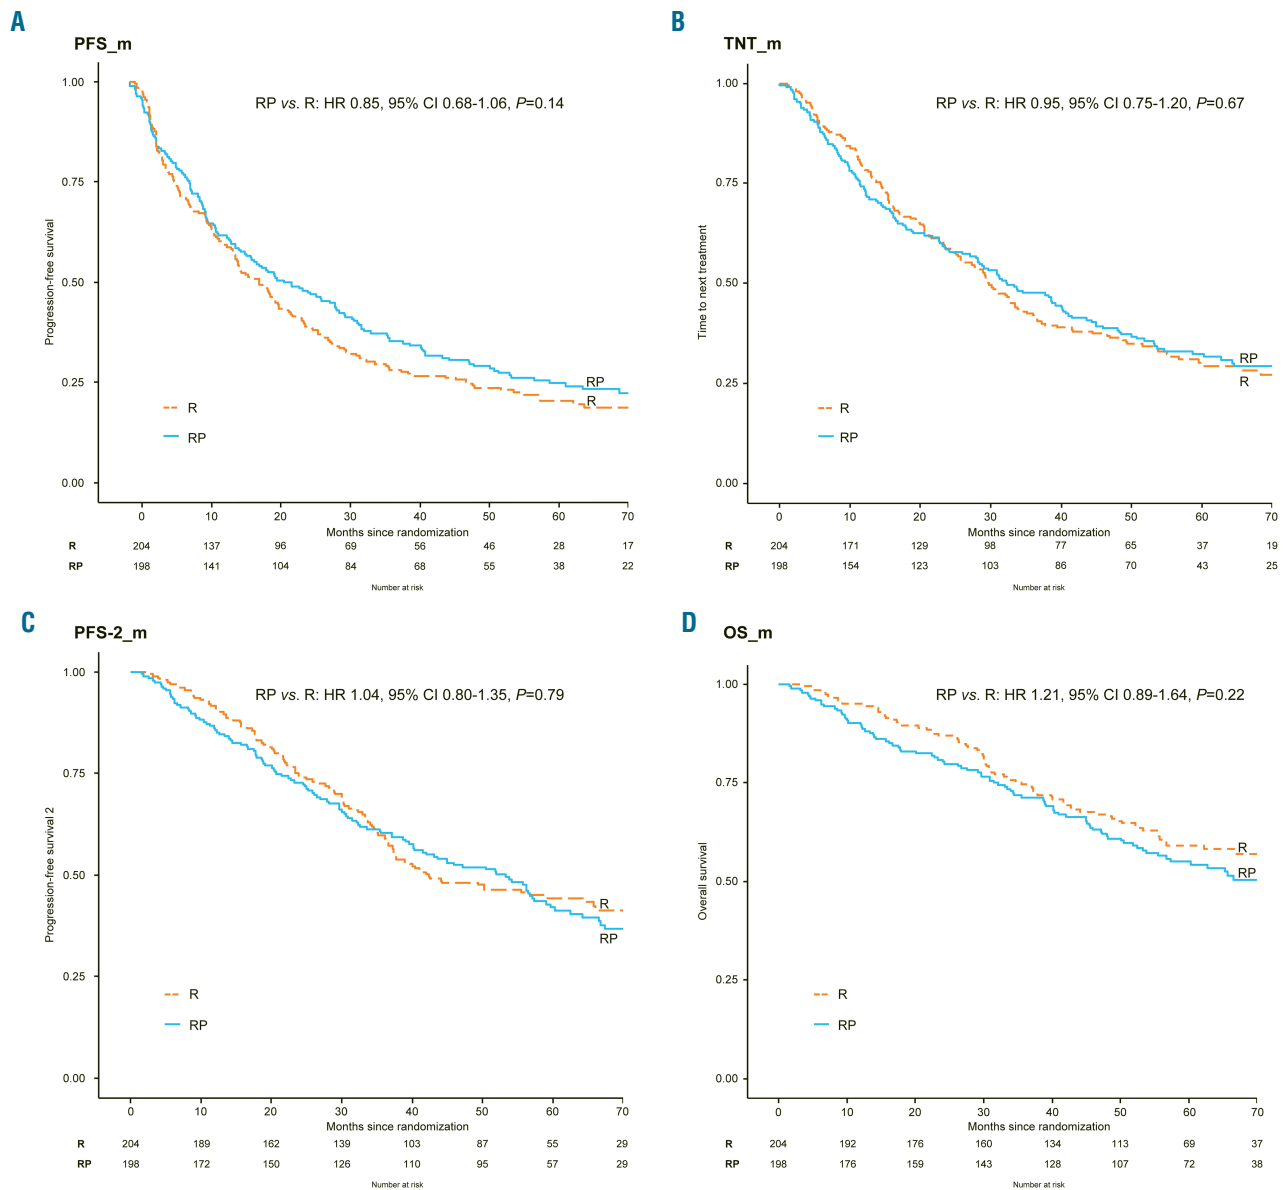 A
PFS_m
RP vs. R: HR 0.85, 95% CI 0.68-1.06, P=0.14
Progression-free survival
1.00
0.75
0.50
0.25
0.00
RP
R
R
RP
0 10 20 30 40 50 60 70
Months since randomization
R 204 137 96 69 56 46 28 17
RP 198 141 104 84 68 55 38 22
Number at risk
B
TNT_m
RP vs. R: HR 0.95, 95% CI 0.75-1.20, P=0.67
Time to next treatment
1.00
0.75
0.50
0.25
0.00
RP
R
R
RP
0 10 20 30 40 50 60 70
Months since randomization
R 204 171 129 98 77 65 37 19
RP 198 154 123 103 86 70 43 25
Number at risk
C
PFS-2_m
RP vs. R: HR 1.04, 95% CI 0.80-1.35, P=0.79
Progression-free survival 2
1.00
0.75
0.50
0.25
0.00
R
RP
R
RP
0 10 20 30 40 50 60 70
Months since randomization
R 204 189 162 139 103 87 55 29
RP 198 172 150 126 110 95 57 29
Number at risk
D
OS_m
RP vs. R: HR 1.21, 95% CI 0.89-1.64, P=0.22
Overall survival
1.00
0.75
0.50
0.25
0.00
R
RP
R
RP
0 10 20 30 40 50 60 70
Months since randomization
R 204 192 176 160 134 113 69 37
RP 198 176 159 143 128 107 72 38
Number at risk